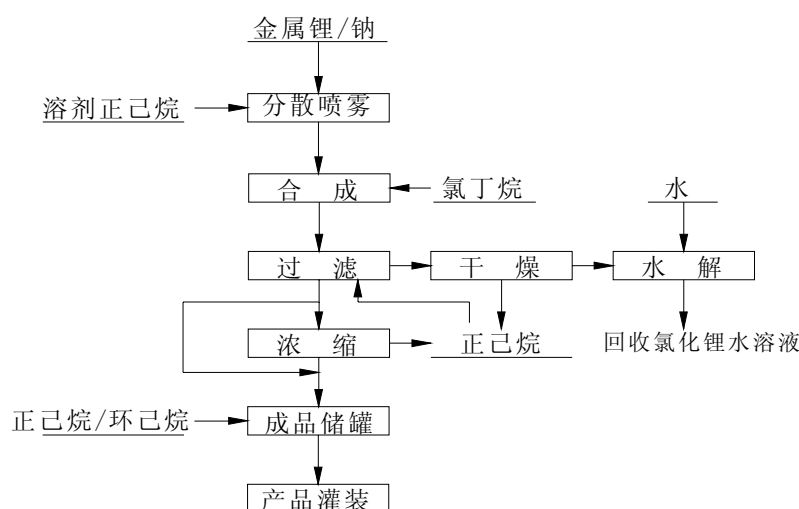 金属锂/钠
溶剂正己烷
分散喷雾
合 成
氯丁烷
水
过 滤
干 燥
水 解
浓 缩
正己烷
回收氯化锂水溶液
正己烷/环己烷
成品储罐
产品灌装